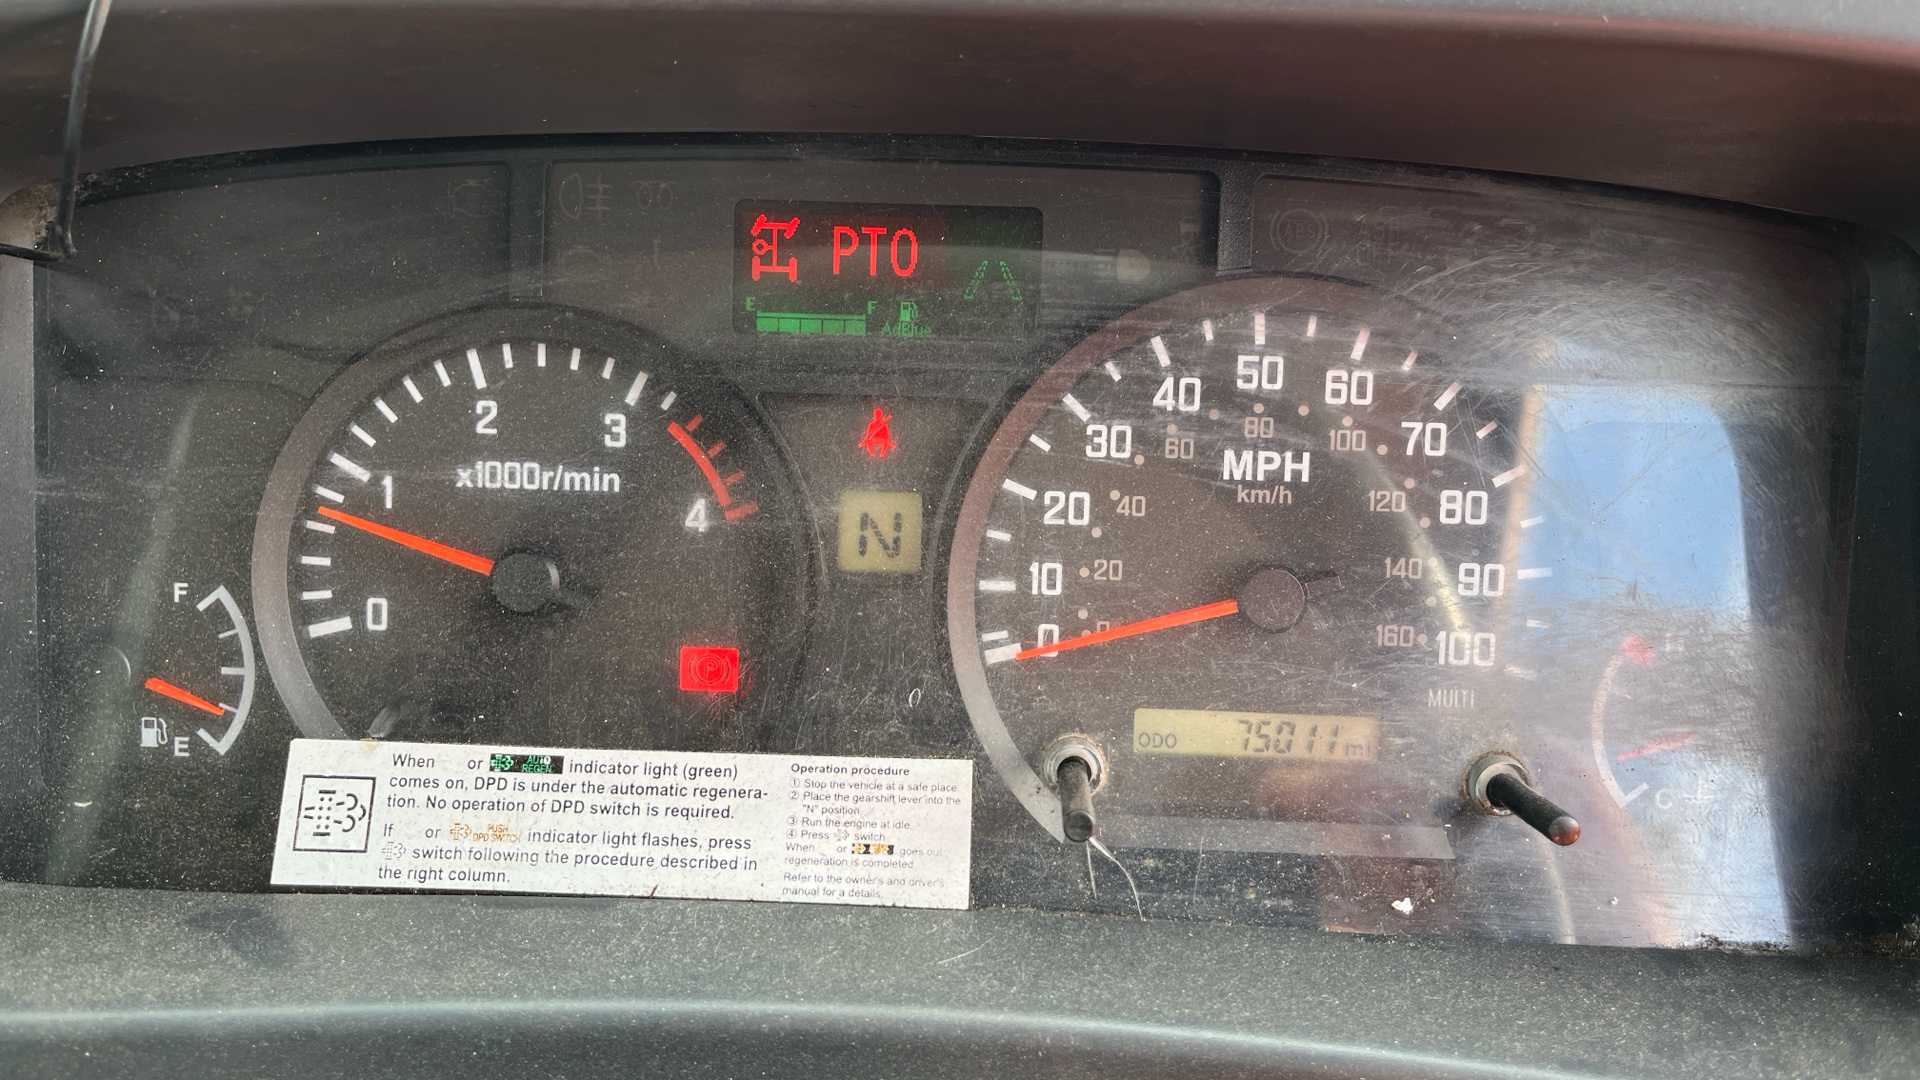 PTO
E F
AdBlue
1 2 3 4
x1000r/min
0
F
E
N
P
0 10 20 30 40 50 60 70 80 90 100
MPH
km/h
20 40 60 80 100 120 140 160
MULTI
ODO 75011 mi
C
When or AUTO REGEN indicator light (green)
comes on, DPD is under the automatic regenera-
tion. No operation of DPD switch is required.
If or PUSH DPD SWITCH indicator light flashes, press
switch following the procedure described in
the right column.
Operation procedure
① Stop the vehicle at a safe place
② Place the gearshift lever into the
"N" position
③ Run the engine at idle
④ Press switch
When or goes out
regeneration is completed
Refer to the owner's and driver's
manual for a details.